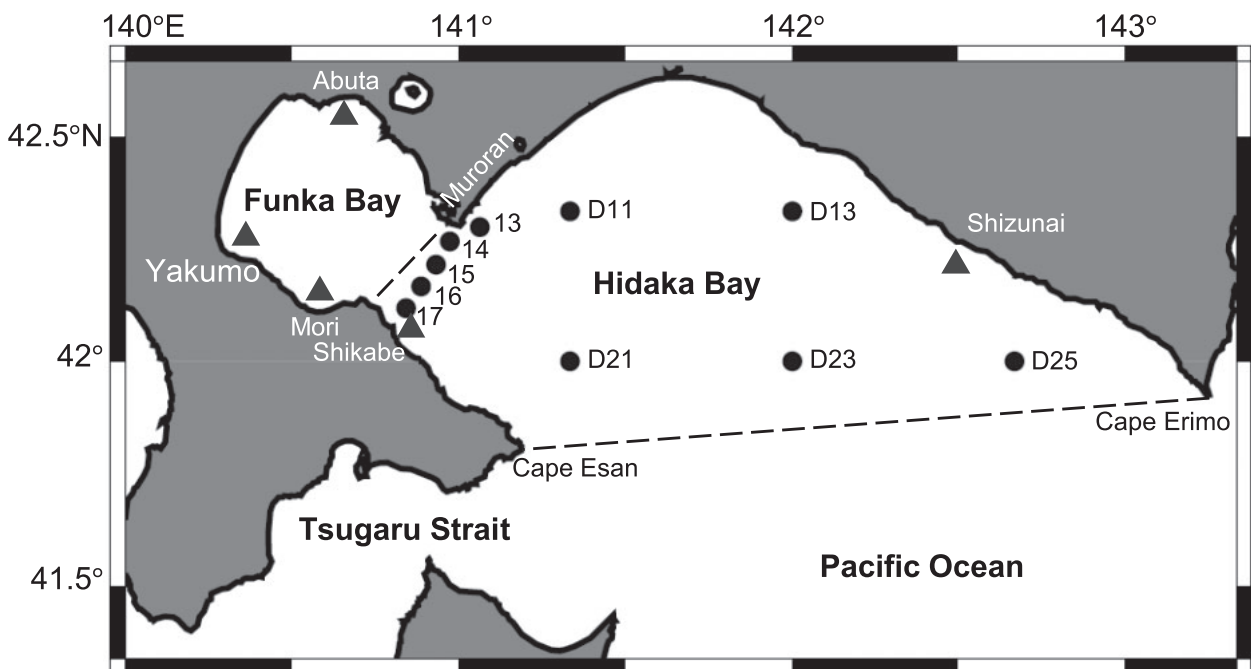 140°E 141° 142° 143°
Abuta
42.5°N
Muroran
Funka Bay
D11
D13
13
Shizunai
14
Yakumo
15
Hidaka Bay
16
17
Mori
Shikabe
42°
D21
D23
D25
Cape Erimo
Cape Esan
Tsugaru Strait
Pacific Ocean
41.5°